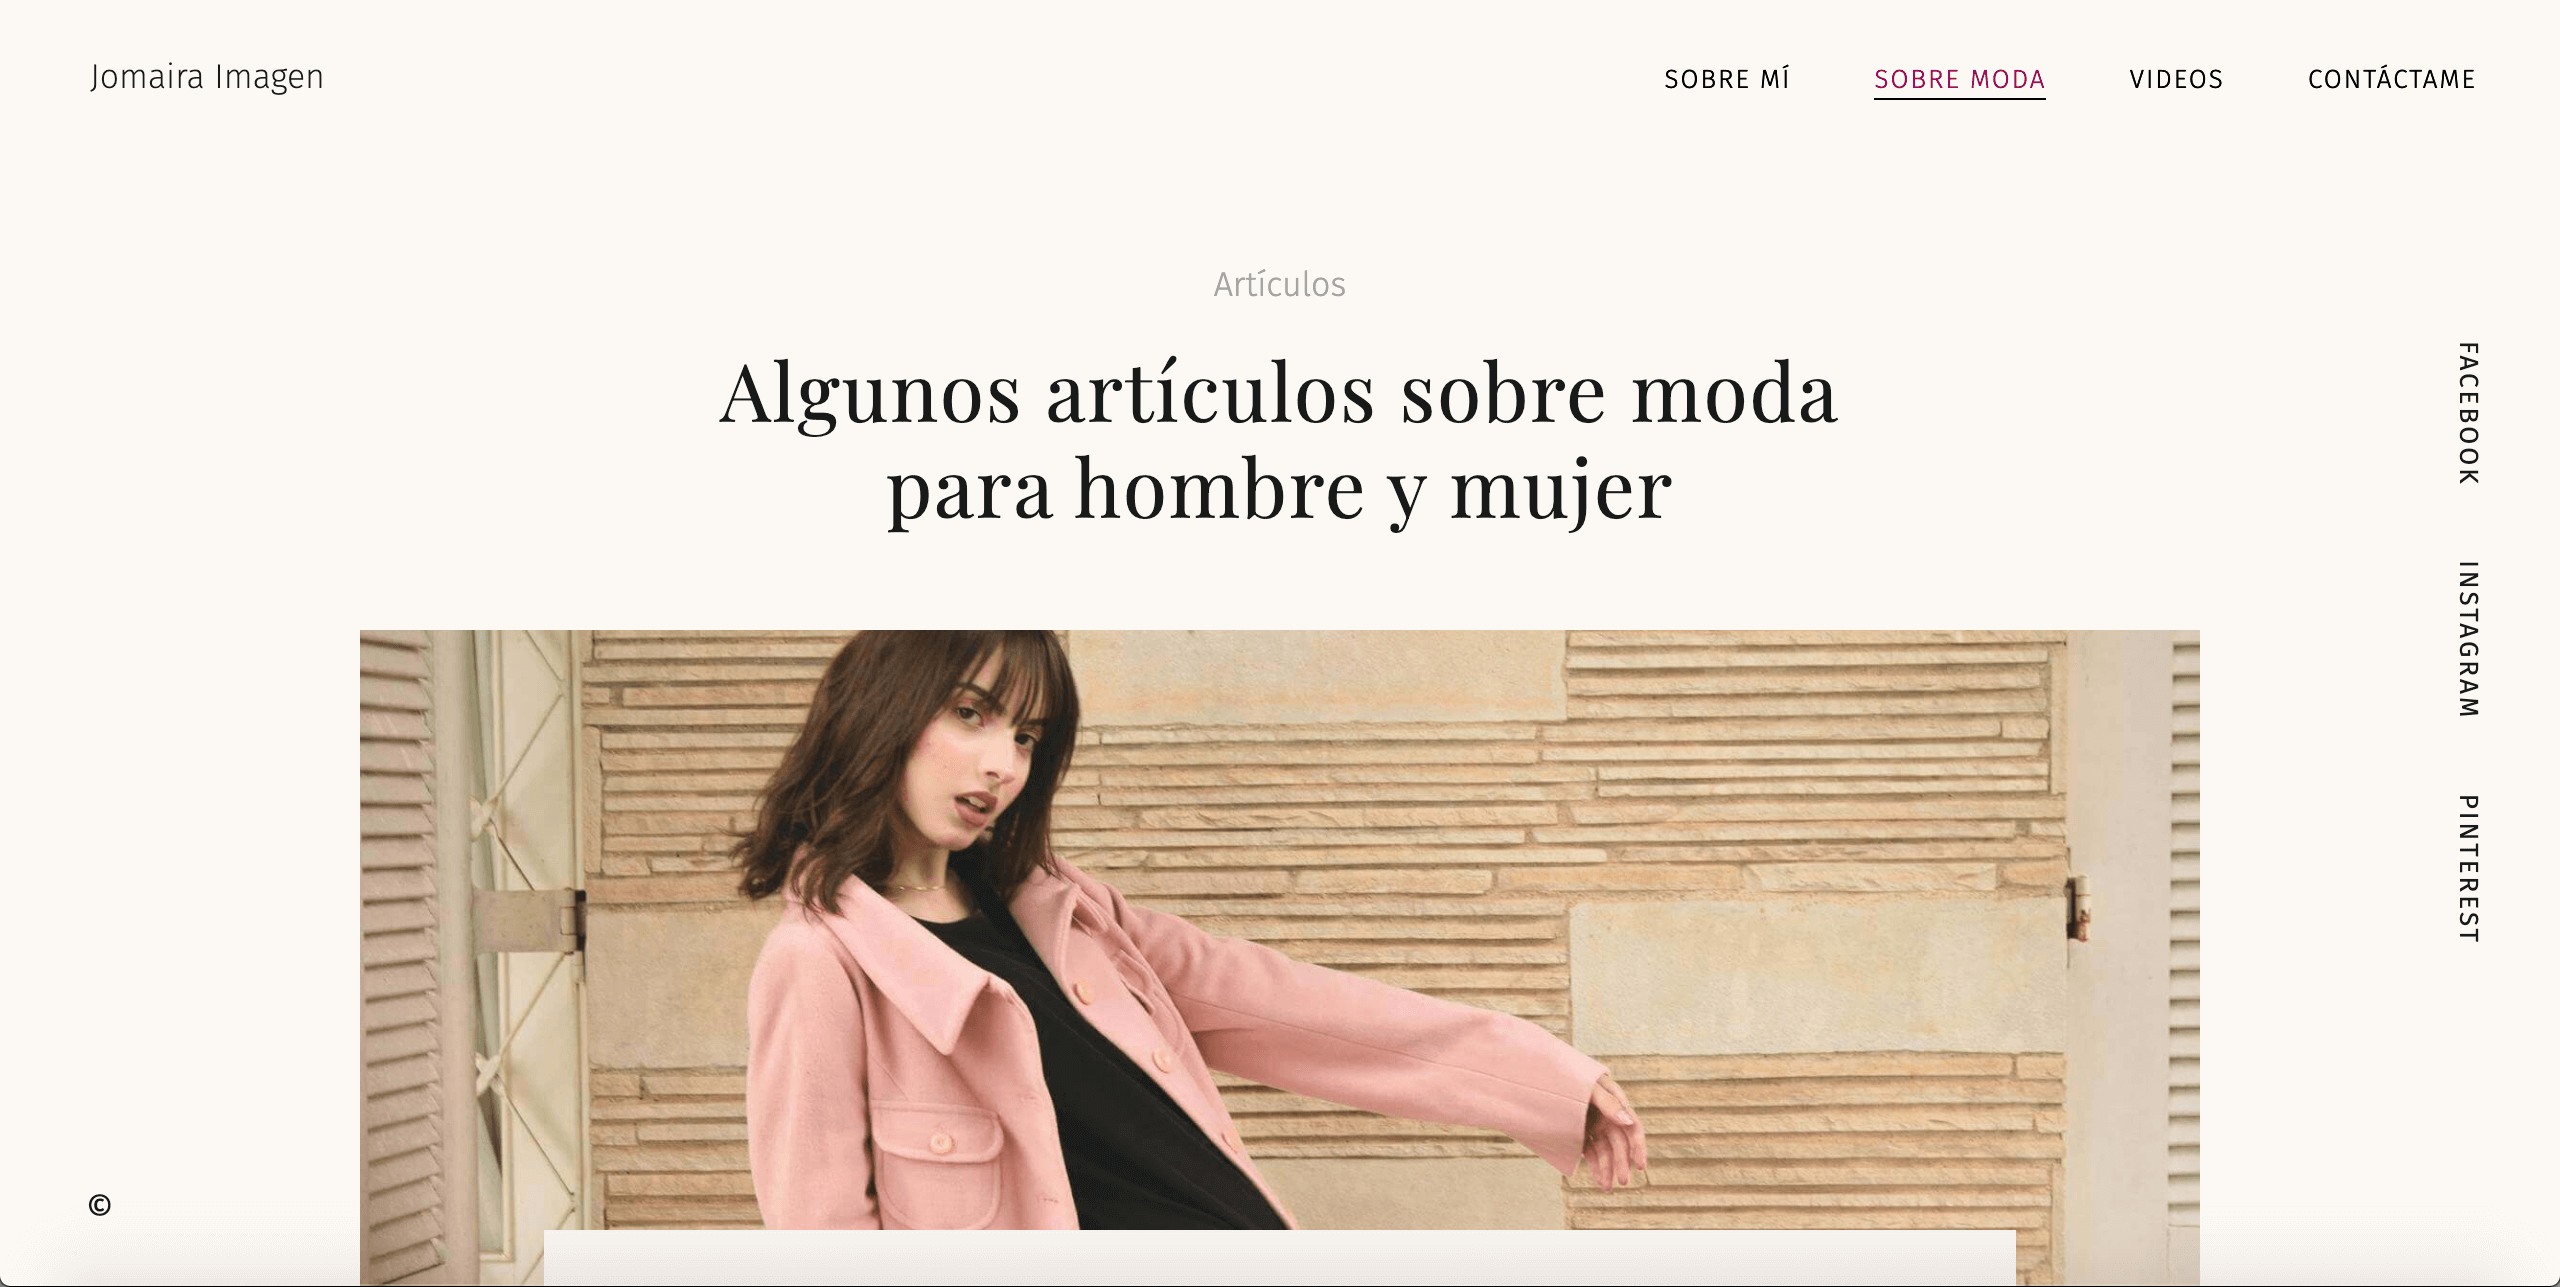 Jomaira Imagen
SOBRE MÍ
SOBRE MODA
VIDEOS
CONTÁCTAME
Artículos
Algunos artículos sobre moda
para hombre y mujer
FACEBOOK
INSTAGRAM
PINTEREST
©